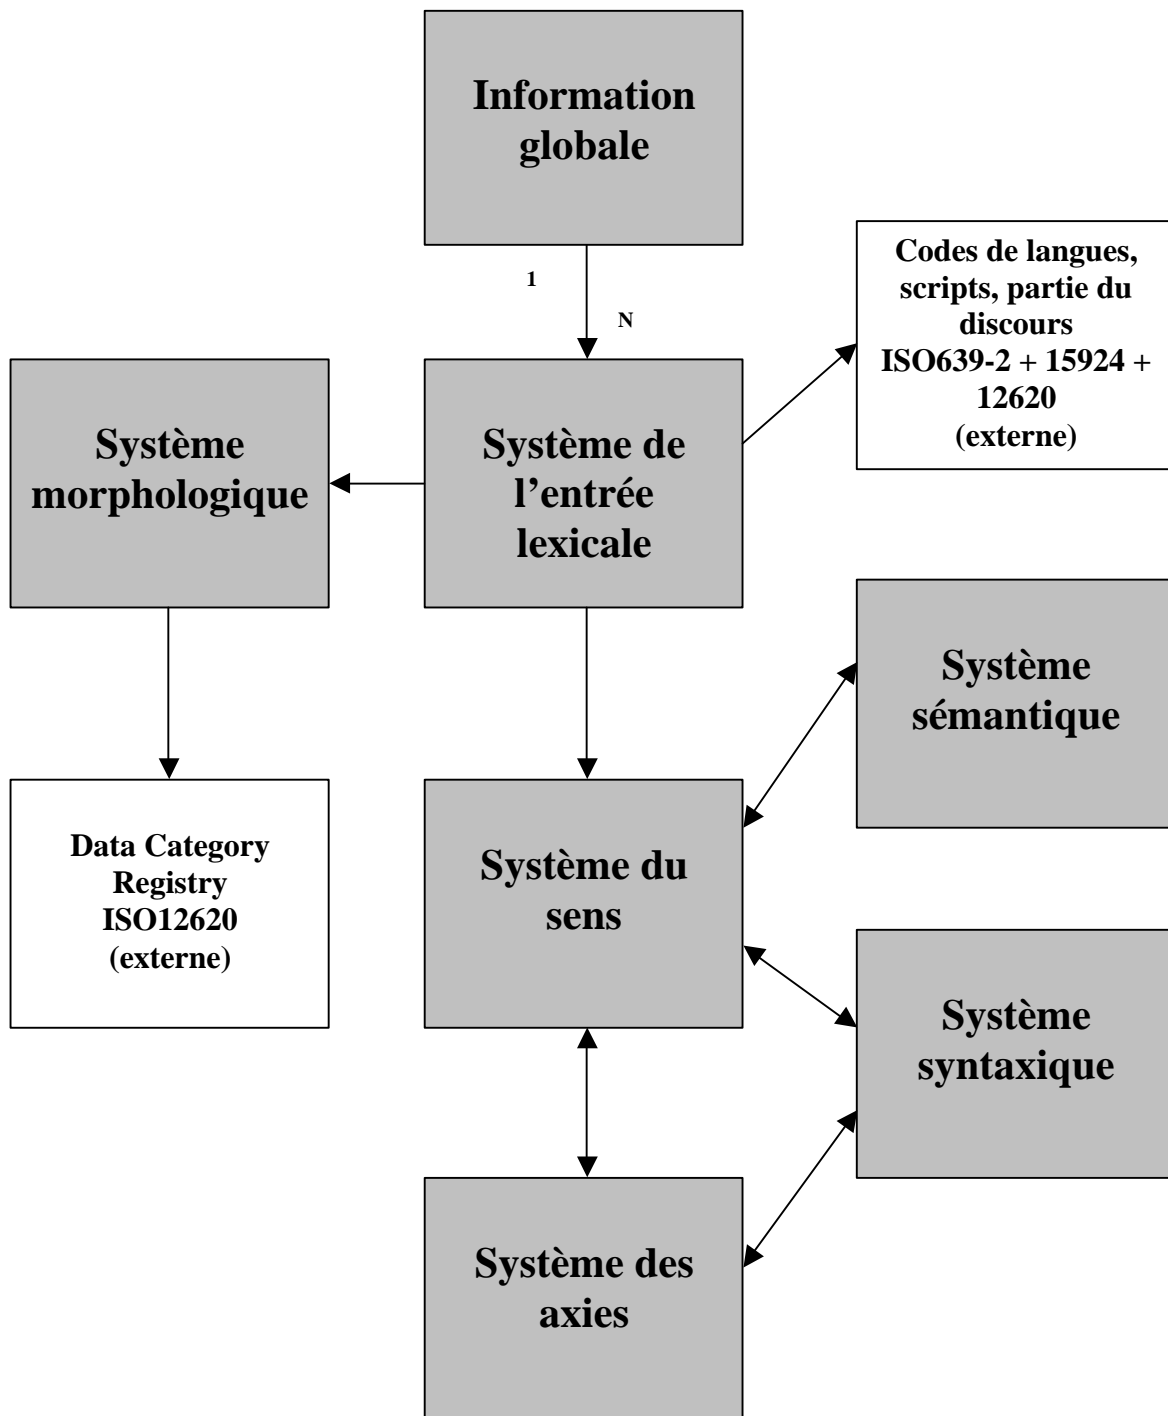 Information
globale
1
N
Codes de langues,
scripts, partie du
discours
ISO639-2 + 15924 +
12620
(externe)
Système
morphologique
Système de
l’entrée
lexicale
Système
sémantique
Data Category
Registry
ISO12620
(externe)
Système du
sens
Système
syntaxique
Système des
axies